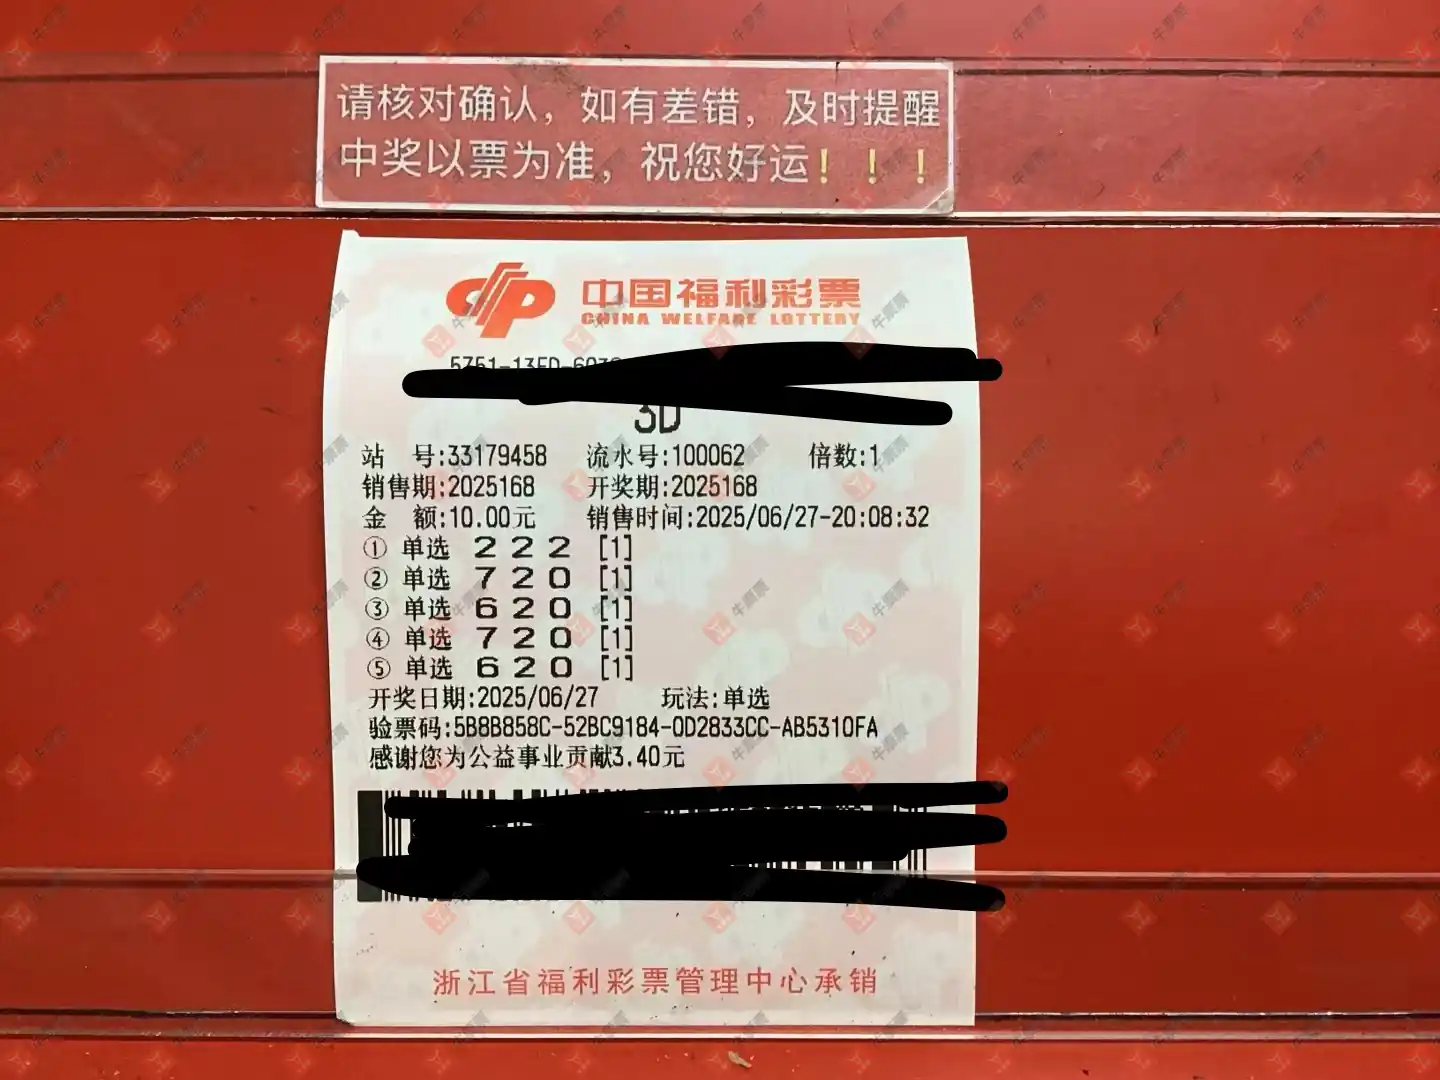 请核对确认，如有差错，及时提醒
中奖以票为准，祝您好运！！！
中国福利彩票
CHINA WELFARE LOTTERY
3D
站 号:33179458 流水号:100062 倍数:1
销售期:2025168 开奖期:2025168
金 额:10.00元 销售时间:2025/06/27-20:08:32
① 单选 2 2 2 [1]
② 单选 7 2 0 [1]
③ 单选 6 2 0 [1]
④ 单选 7 2 0 [1]
⑤ 单选 6 2 0 [1]
开奖日期:2025/06/27 玩法:单选
验票码:5B8B858C-52BC9184-0D2833CC-AB5310FA
感谢您为公益事业贡献3.40元
浙江省福利彩票管理中心承销